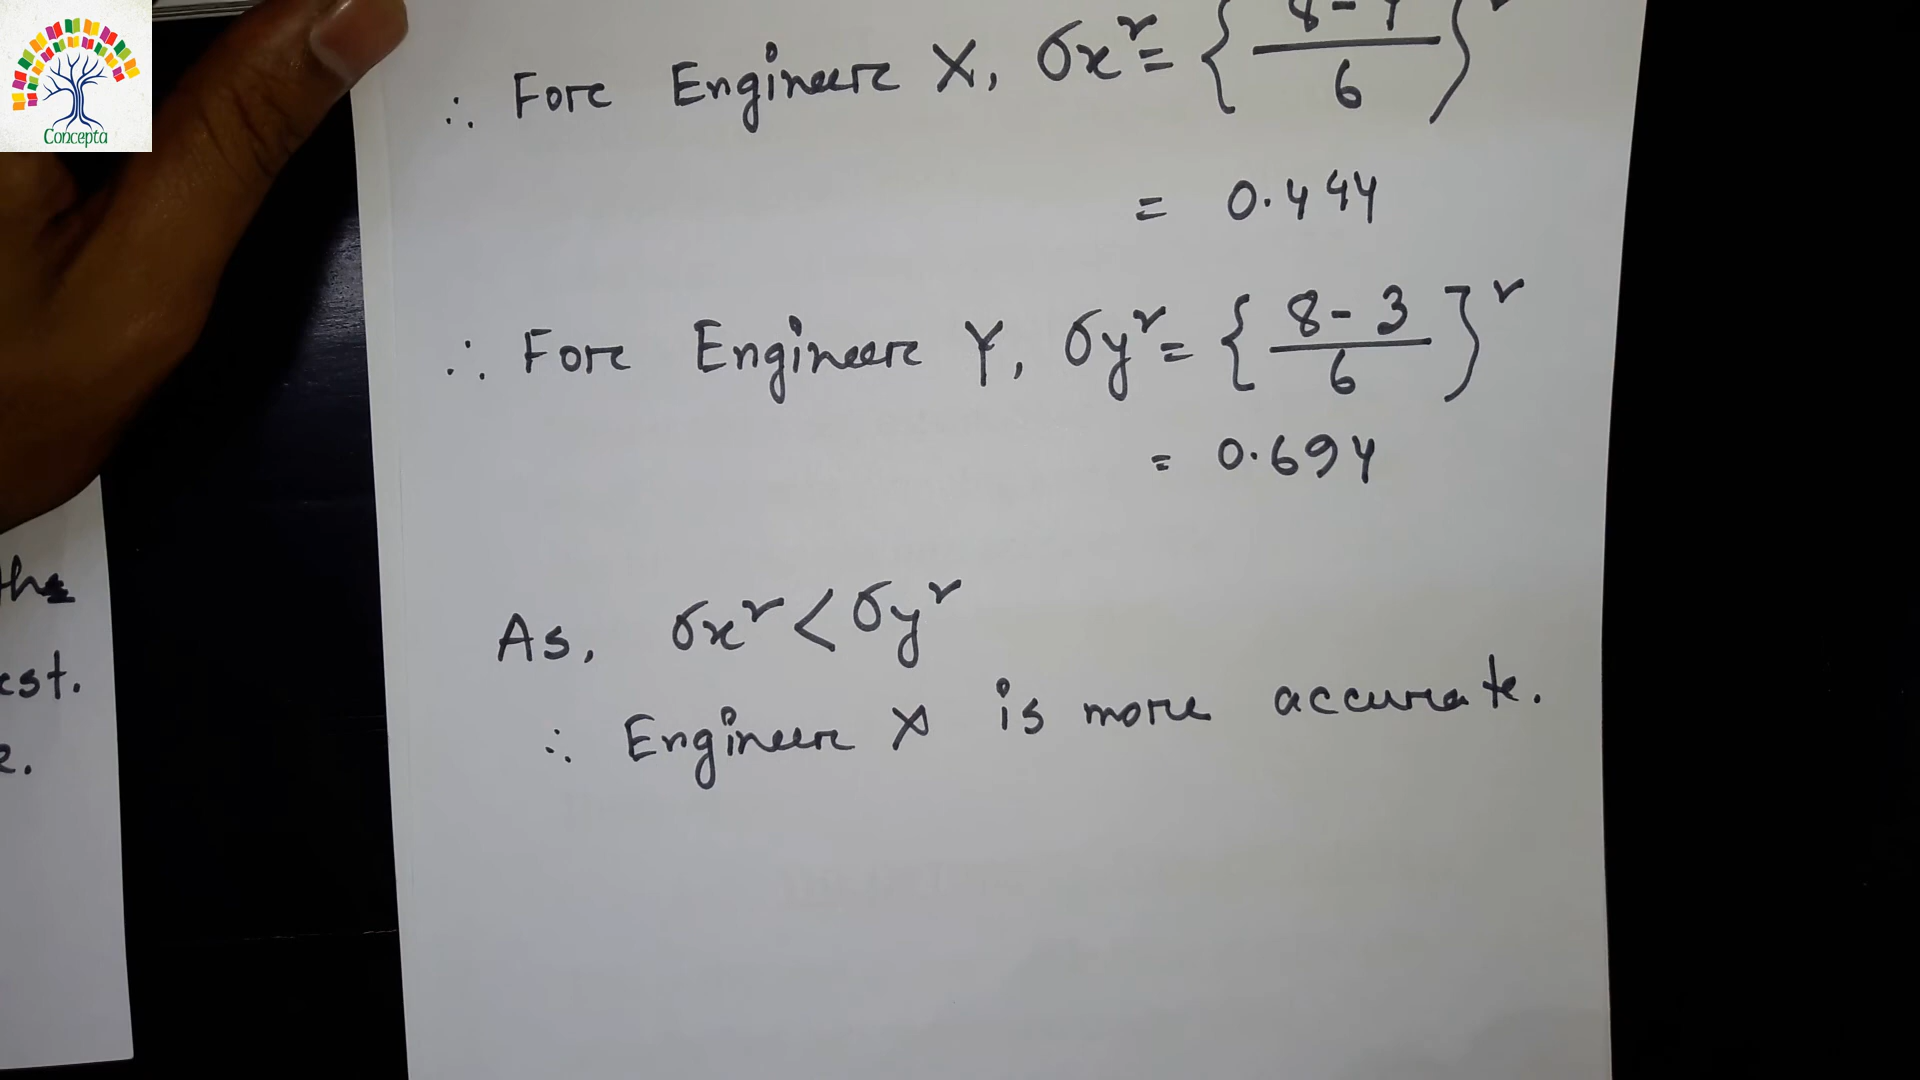 Concepta
∴ Fore Engineere X, σx² = { 8-4 / 6 }²
= 0.444
∴ Fore Engineere Y, σy² = { 8-3 / 6 }²
= 0.694
As, σx² < σy²
∴ Engineere X is more accurate.
the
est.
e.